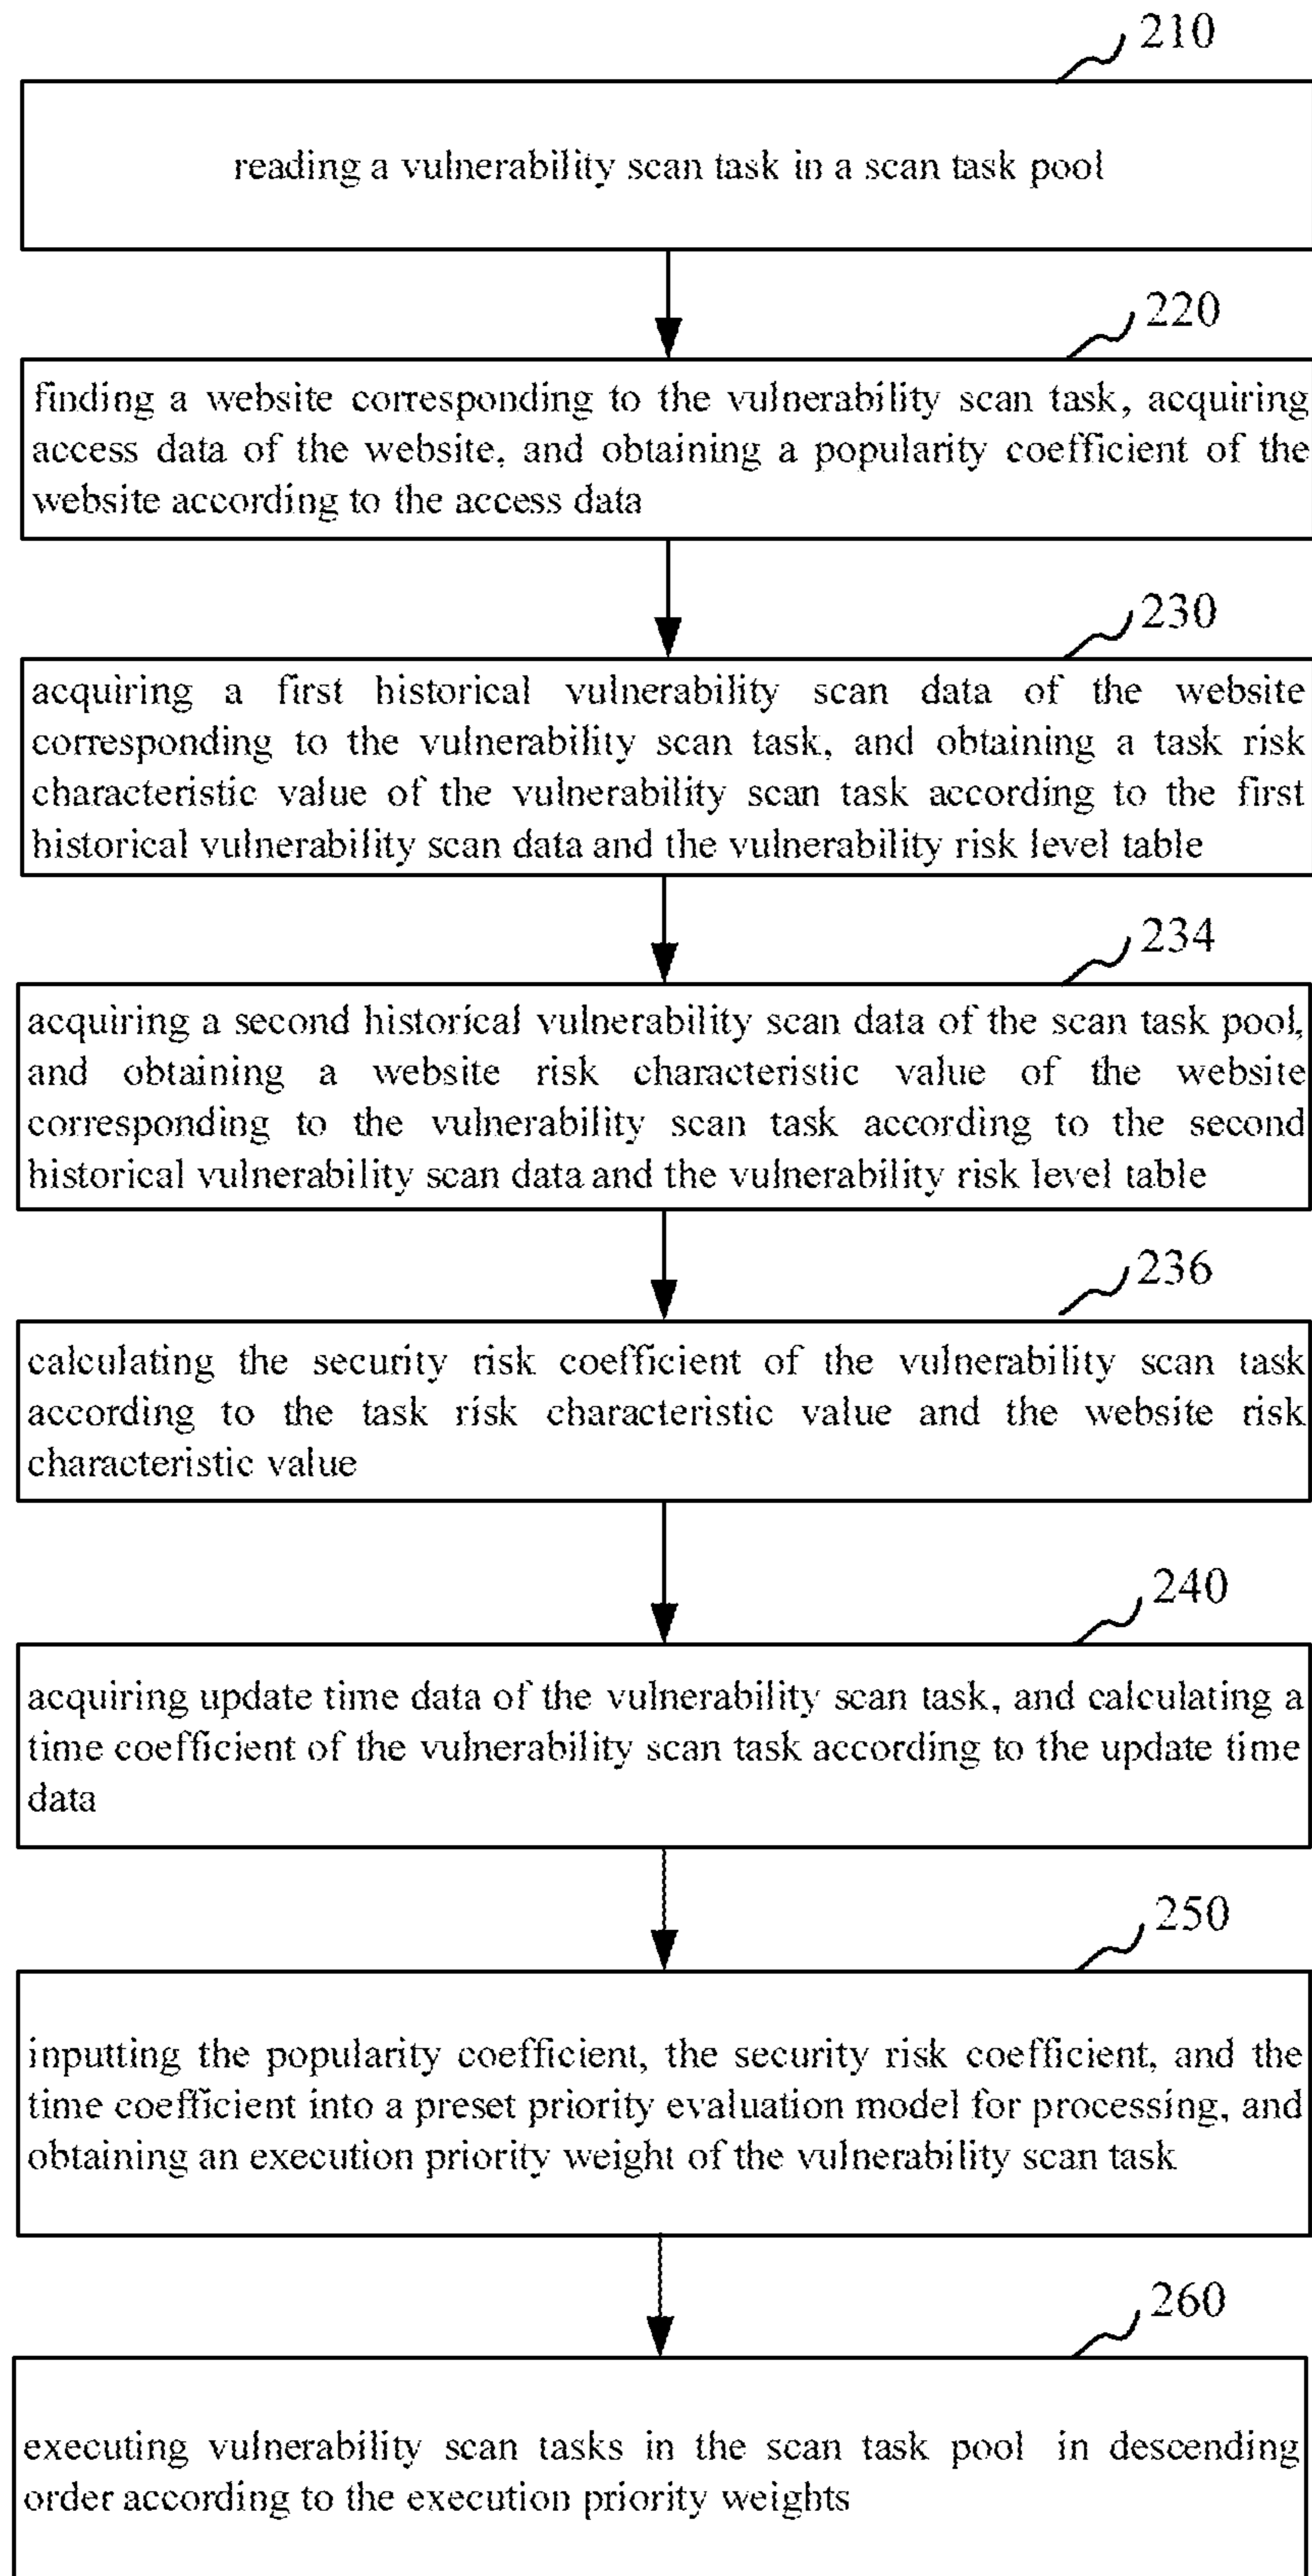 210
reading a vulnerability scan task in a scan task pool
220
finding a website corresponding to the vulnerability scan task, acquiring
access data of the website, and obtaining a popularity coefficient of the
website according to the access data
230
acquiring a first historical vulnerability scan data of the website
corresponding to the vulnerability scan task, and obtaining a task risk
characteristic value of the vulnerability scan task according to the first
historical vulnerability scan data and the vulnerability risk level table
234
acquiring a second historical vulnerability scan data of the scan task pool,
and obtaining a website risk characteristic value of the website
corresponding to the vulnerability scan task according to the second
historical vulnerability scan data and the vulnerability risk level table
236
calculating the security risk coefficient of the vulnerability scan task
according to the task risk characteristic value and the website risk
characteristic value
240
acquiring update time data of the vulnerability scan task, and calculating a
time coefficient of the vulnerability scan task according to the update time
data
250
inputting the popularity coefficient, the security risk coefficient, and the
time coefficient into a preset priority evaluation model for processing, and
obtaining an execution priority weight of the vulnerability scan task
260
executing vulnerability scan tasks in the scan task pool in descending
order according to the execution priority weights